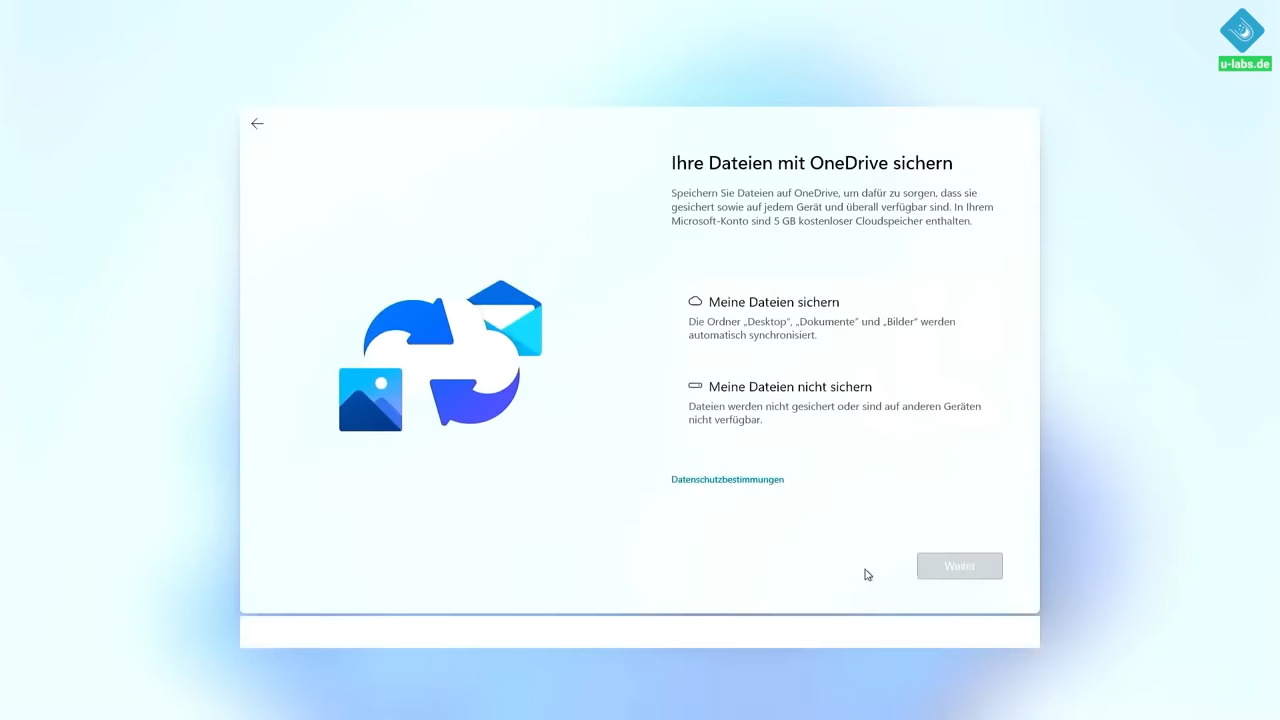 u-labs.de
Ihre Dateien mit OneDrive sichern
Speichern Sie Dateien auf OneDrive, um dafür zu sorgen, dass sie
gesichert sowie auf jedem Gerät und überall verfügbar sind. In Ihrem
Microsoft-Konto sind 5 GB kostenloser Cloudspeicher enthalten.
Meine Dateien sichern
Die Ordner „Desktop“, „Dokumente“ und „Bilder“ werden
automatisch synchronisiert.
Meine Dateien nicht sichern
Dateien werden nicht gesichert oder sind auf anderen Geräten
nicht verfügbar.
Datenschutzbestimmungen
Weiter